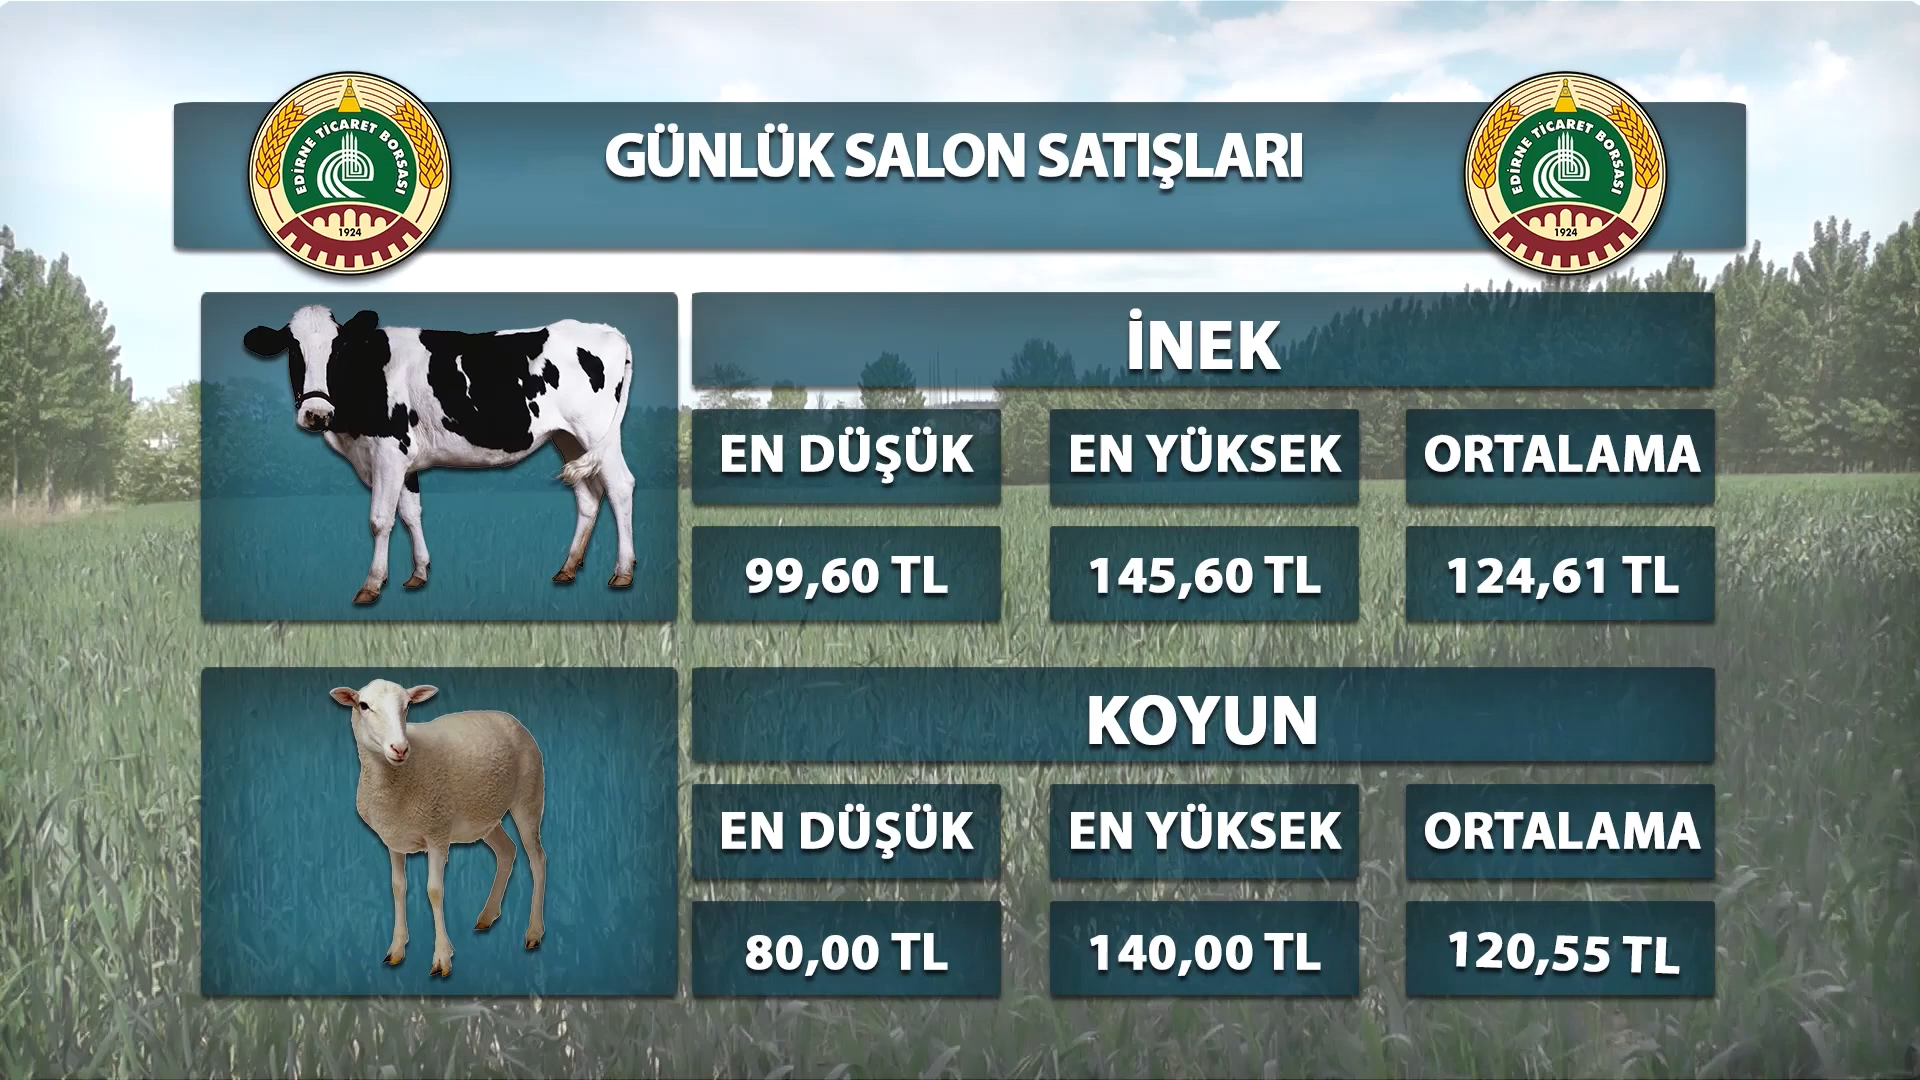 GÜNLÜK SALON SATIŞLARI
EDİRNE TİCARET BORSASI
1924
EDİRNE TİCARET BORSASI
1924
İNEK
EN DÜŞÜK EN YÜKSEK ORTALAMA
99,60 TL 145,60 TL 124,61 TL
KOYUN
EN DÜŞÜK EN YÜKSEK ORTALAMA
80,00 TL 140,00 TL 120,55 TL